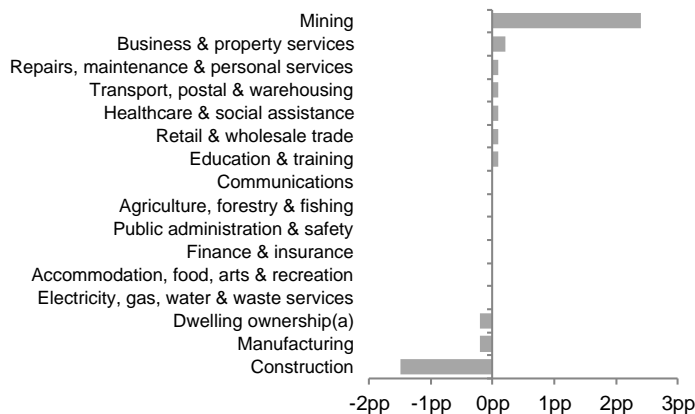 Mining
Business & property services
Repairs, maintenance & personal services
Transport, postal & warehousing
Healthcare & social assistance
Retail & wholesale trade
Education & training
Communications
Agriculture, forestry & fishing
Public administration & safety
Finance & insurance
Accommodation, food, arts & recreation
Electricity, gas, water & waste services
Dwelling ownership(a)
Manufacturing
Construction
-2pp -1pp 0pp 1pp 2pp 3pp